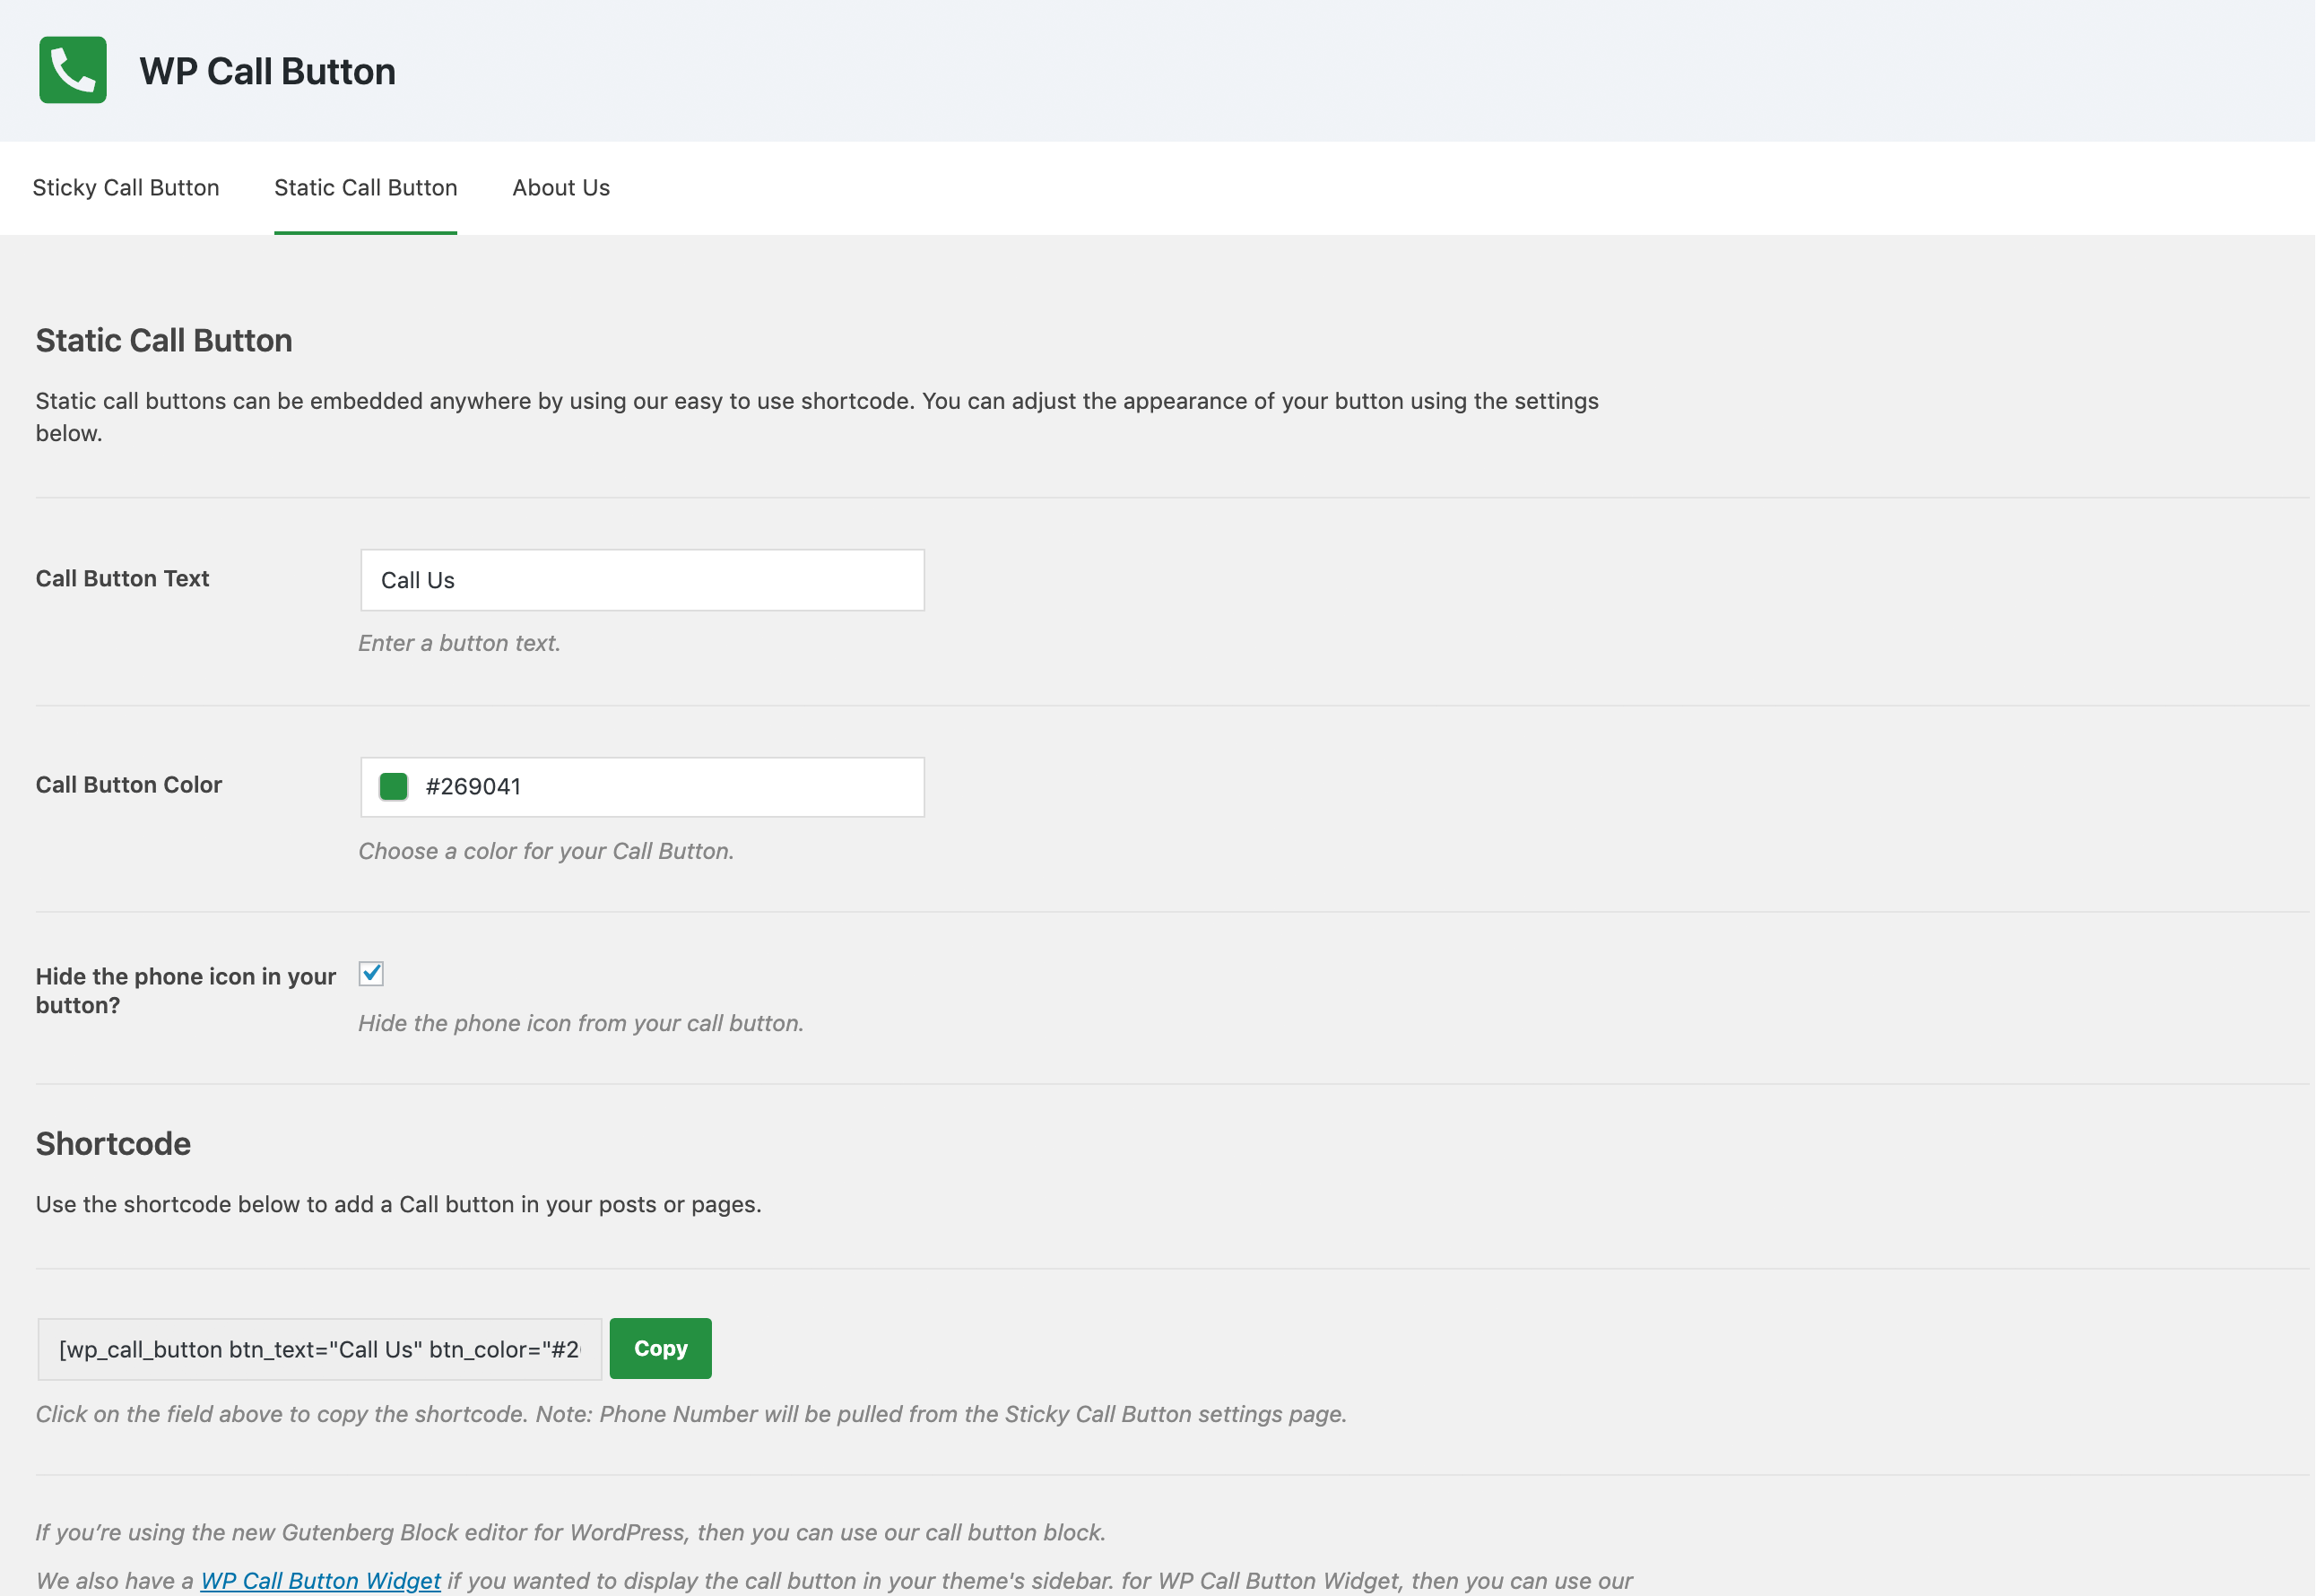 WP Call Button
Sticky Call Button
Static Call Button
About Us
Static Call Button
Static call buttons can be embedded anywhere by using our easy to use shortcode. You can adjust the appearance of your button using the settings
below.
Call Button Text
Call Us
Enter a button text.
Call Button Color
#269041
Choose a color for your Call Button.
Hide the phone icon in your
button?
Hide the phone icon from your call button.
Shortcode
Use the shortcode below to add a Call button in your posts or pages.
[wp_call_button btn_text="Call Us" btn_color="#2
Copy
Click on the field above to copy the shortcode. Note: Phone Number will be pulled from the Sticky Call Button settings page.
If you’re using the new Gutenberg Block editor for WordPress, then you can use our call button block.
We also have a WP Call Button Widget if you wanted to display the call button in your theme's sidebar. for WP Call Button Widget, then you can use our